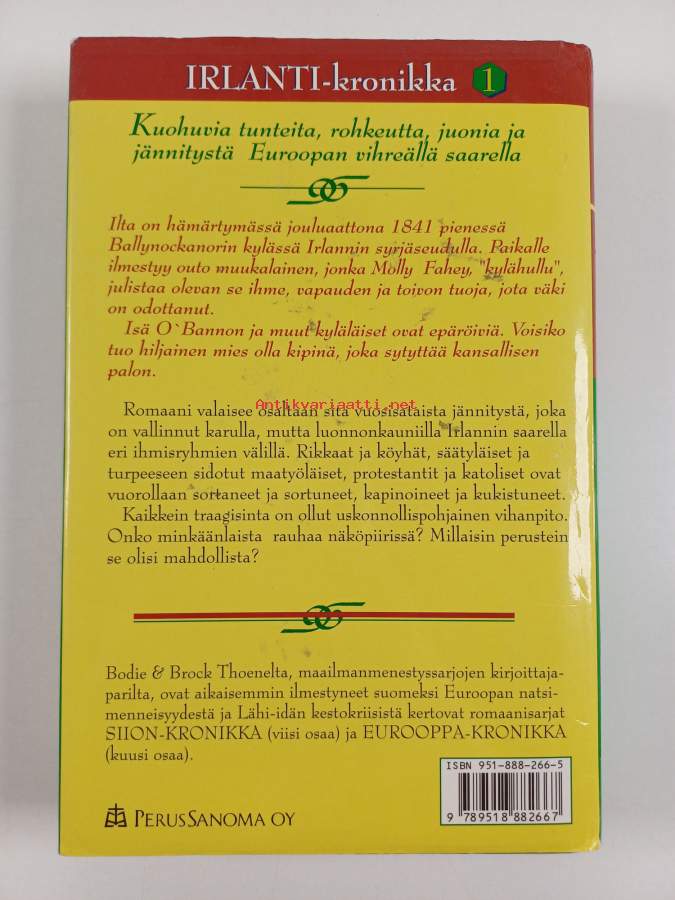 IRLANTI-kronikka 1
Kuohuvia tunteita, rohkeutta, juonia ja
jännitystä Euroopan vihreällä saarella
Ilta on hämärtymässä jouluaattona 1841 pienessä
Ballynockanorin kylässä Irlannin syrjäseudulla. Paikalle
ilmestyy outo muukalainen, jonka Molly Fahey, "kylähullu",
julistaa olevan se ihme, vapauden ja toivon tuoja, jota väki
on odottanut.
Isä O`Bannon ja muut kyläläiset ovat epäröiviä. Voisiko
tuo hiljainen mies olla kipinä, joka sytyttää kansallisen
palon.
Antikvariaatti.net
Romaani valaisee osaltaan sitä vuosisataista jännitystä, joka
on vallinnut karulla, mutta luonnonkauniilla Irlannin saarella
eri ihmisryhmien välillä. Rikkaat ja köyhät, säätyläiset ja
turpeeseen sidotut maatyöläiset, protestantit ja katoliset ovat
vuorollaan sortaneet ja sortuneet, kapinoineet ja kukistuneet.
Kaikkein traagisinta on ollut uskonnollispohjainen vihanpito.
Onko minkäänlaista rauhaa näköpiirissä? Millaisin perustein
se olisi mahdollista?
Bodie & Brock Thoenelta, maailmanmenestyssarjojen kirjoittaja-
parilta, ovat aikaisemmin ilmestyneet suomeksi Euroopan natsi-
menneisyydestä ja Lähi-idän kestokriisistä kertovat romaanisarjat
SIION-KRONIKKA (viisi osaa) ja EUROOPPA-KRONIKKA
(kuusi osaa).
ISBN 951-888-266-5
9 789518 882667
PERUSSANOMA OY